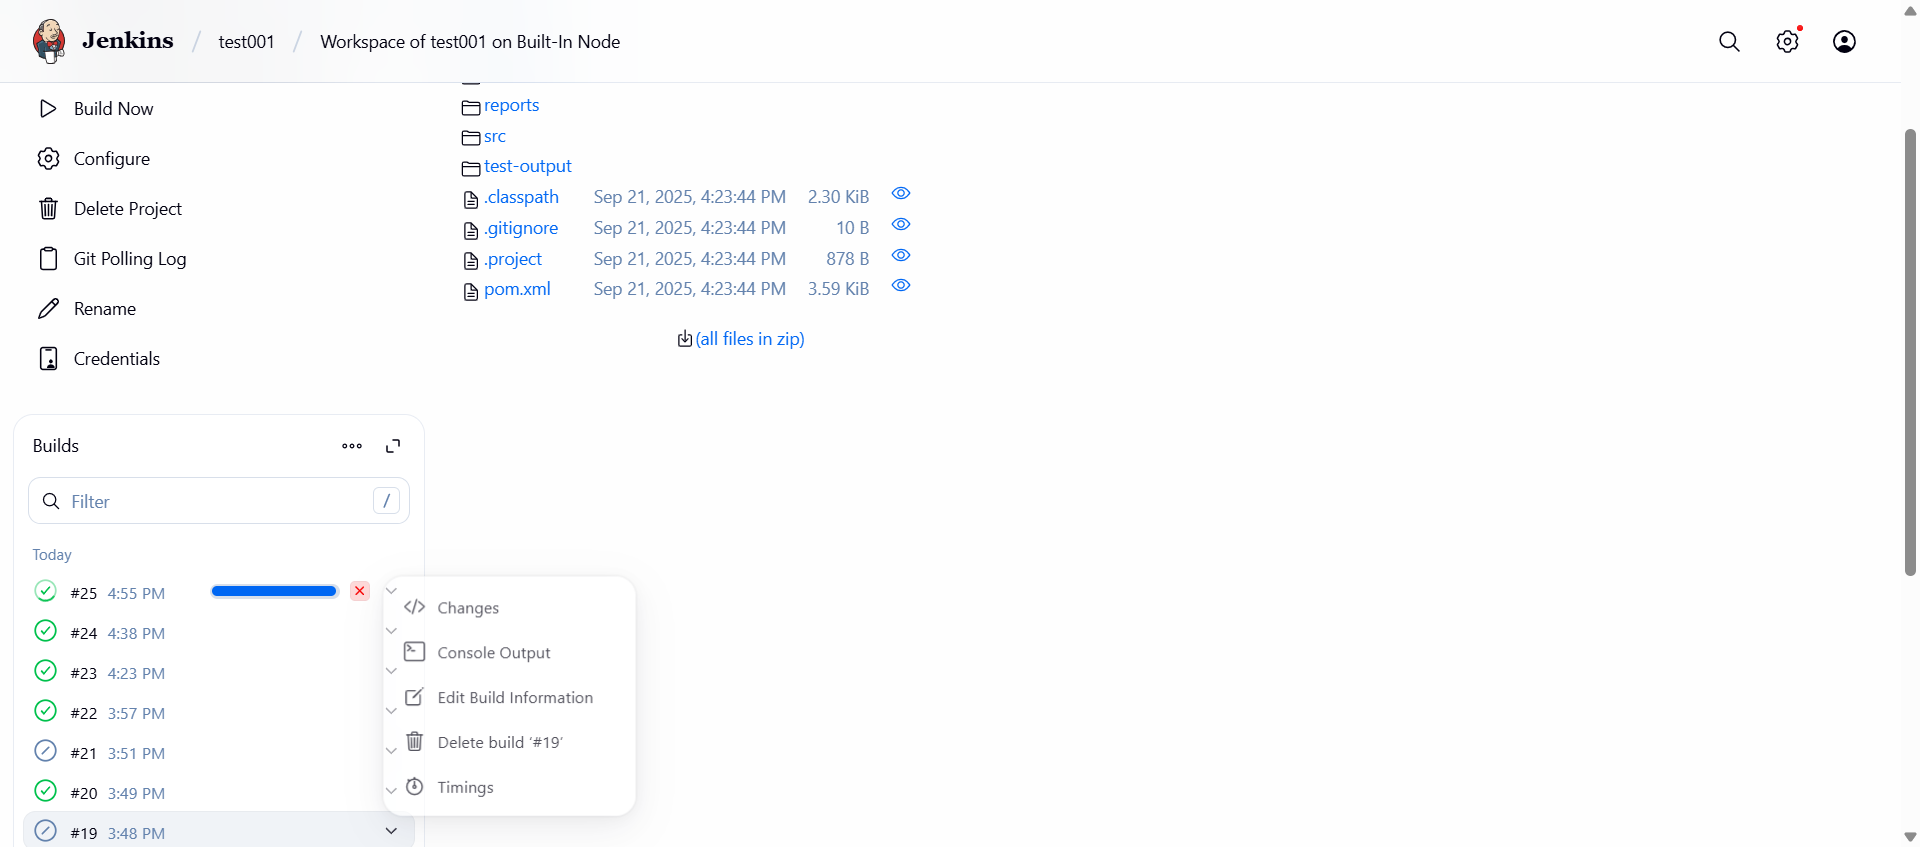 Jenkins / test001 / Workspace of test001 on Built-In Node
Build Now
Configure
Delete Project
Git Polling Log
Rename
Credentials
reports
src
test-output
.classpath Sep 21, 2025, 4:23:44 PM 2.30 KiB
.gitignore Sep 21, 2025, 4:23:44 PM 10 B
.project Sep 21, 2025, 4:23:44 PM 878 B
pom.xml Sep 21, 2025, 4:23:44 PM 3.59 KiB
(all files in zip)
Builds
Filter /
Today
#25 4:55 PM
#24 4:38 PM
#23 4:23 PM
#22 3:57 PM
#21 3:51 PM
#20 3:49 PM
#19 3:48 PM
Changes
Console Output
Edit Build Information
Delete build ‘#19’
Timings